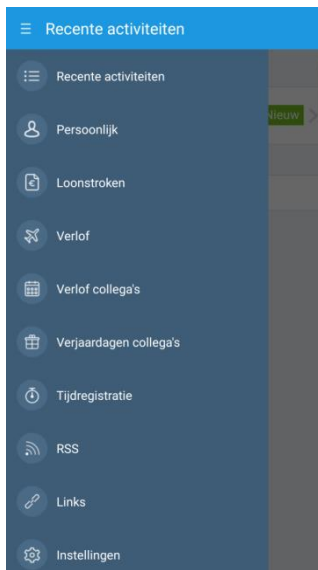 Recente activiteiten
Recente activiteiten
Nieuw
Persoonlijk
Loonstroken
Verlof
Verlof collega's
Verjaardagen collega's
Tijdregistratie
RSS
Links
Instellingen